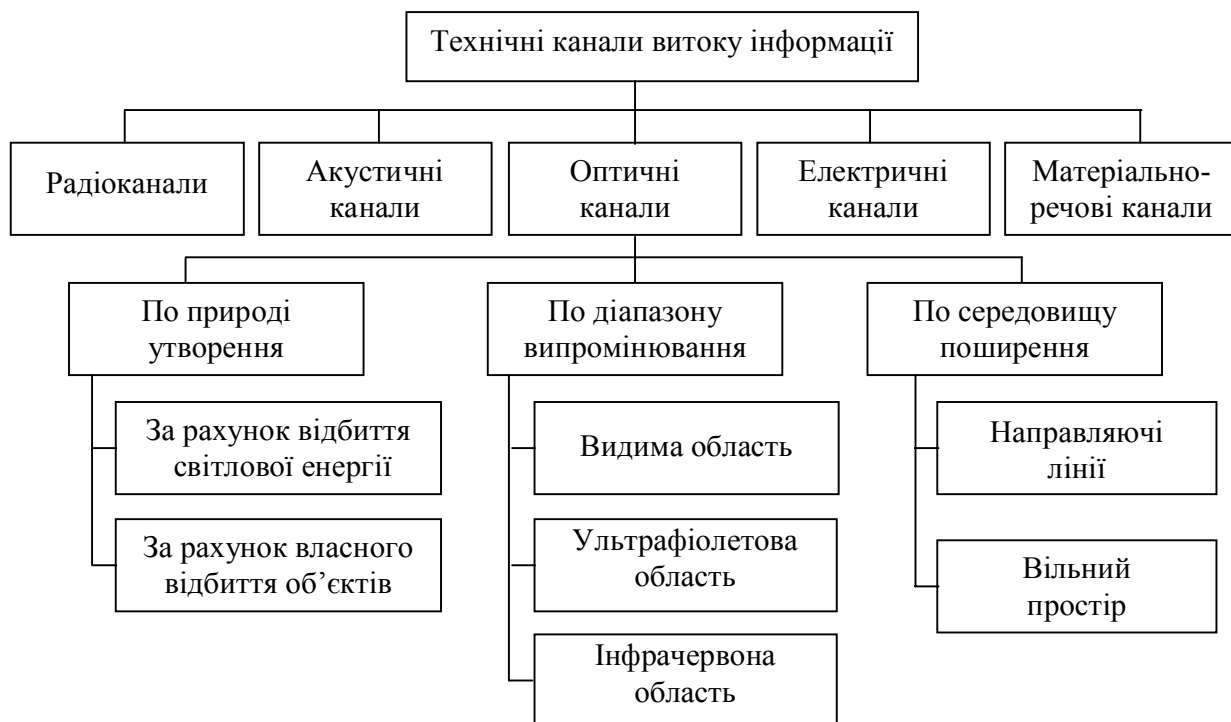 Технічні канали витоку інформації
Радіоканали
Акустичні
канали
Оптичні
канали
Електричні
канали
Матеріально-
речові канали
По природі
утворення
По діапазону
випромінювання
По середовищу
поширення
За рахунок відбиття
світлової енергії
За рахунок власного
відбиття об’єктів
Видима область
Ультрафіолетова
область
Інфрачервона
область
Направляючі
лінії
Вільний
простір